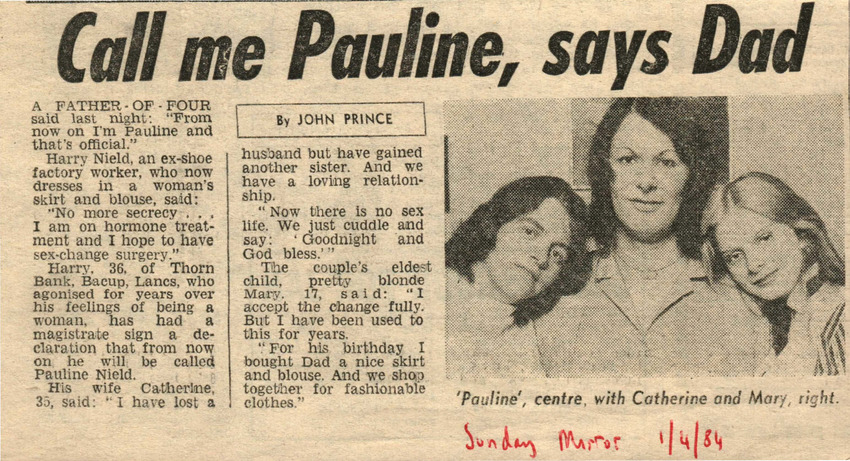 Call me Pauline, says Dad
A FATHER-OF-FOUR
said last night: "From
now on I'm Pauline and
that's official."
Harry Nield, an ex-shoe
factory worker, who now
dresses in a woman's
skirt and blouse, said:
"No more secrecy . . .
I am on hormone treat-
ment and I hope to have
sex-change surgery."
Harry, 36, of Thorn
Bank, Bacup, Lancs, who
agonised for years over
his feelings of being a
woman, has had a
magistrate sign a de-
claration that from now
on he will be called
Pauline Nield.
His wife Catherine,
35, said: "I have lost a
By JOHN PRINCE
husband but have gained
another sister. And we
have a loving relation-
ship.
"Now there is no sex
life. We just cuddle and
say: 'Goodnight and
God bless.'"
The couple's eldest
child, pretty blonde
Mary, 17, said: "I
accept the change fully.
But I have been used to
this for years.
"For his birthday I
bought Dad a nice skirt
and blouse. And we shop
together for fashionable
clothes."
'Pauline', centre, with Catherine and Mary, right.
Sunday Mirror 1/4/84